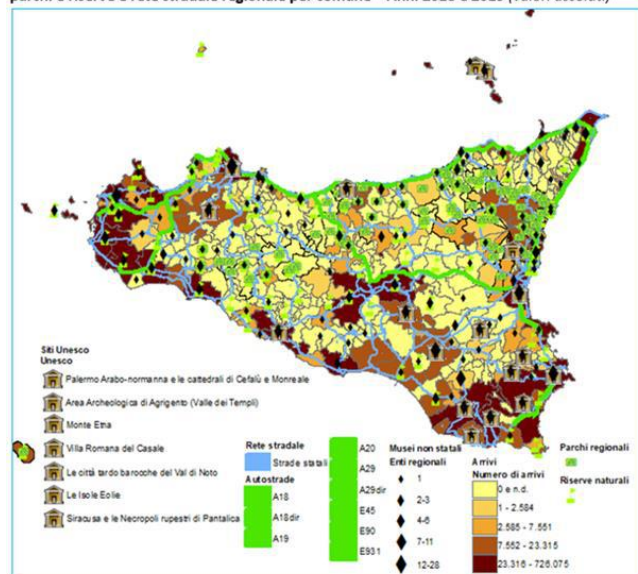 parchi e riserve e rete stradale regionale per comune - Anni 2023 e 2025 (valori assoluti)
Siti Unesco
Unesco
Palermo Arabo-normanna e le cattedrali di Cefalù e Monreale
Area Archeologica di Agrigento (Valle dei Templi)
Monte Etna
Villa Romana del Casale
Le città tardo barocche del Val di Noto
Le Isole Eolie
Siracusa e le Necropoli rupestri di Pantalica
Rete stradale
Strade statali
Autostrade
A18
A18dir
A19
A20
A29
A29dir
E45
E90
E931
Musei non statali
Enti regionali
1
2-3
4-6
7-11
12-28
Arrivi
Numero di arrivi
0 e n.d.
1 - 2.584
2.585 - 7.551
7.552 - 23.315
23.316 - 726.075
Parchi regionali
Riserve naturali